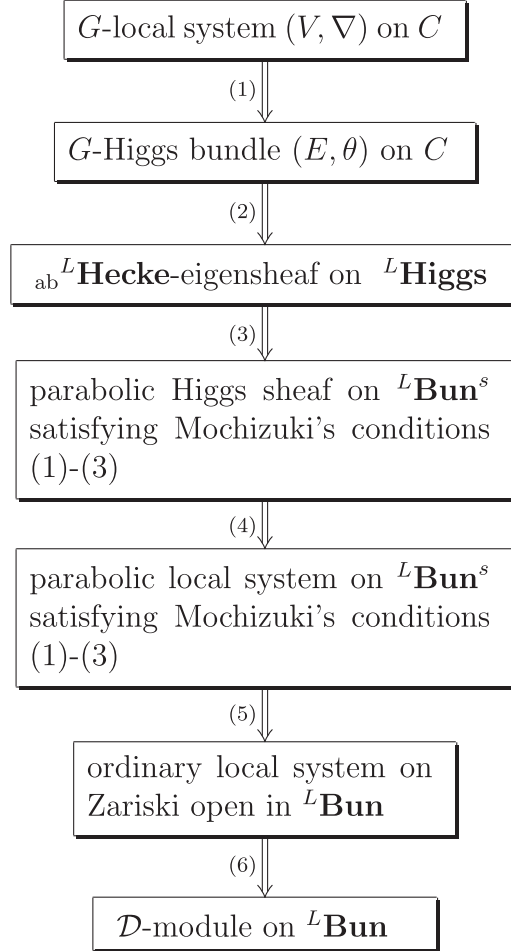 G-local system (V, ∇) on C
(1)
G-Higgs bundle (E, θ) on C
(2)
ab ᴸHecke-eigensheaf on ᴸHiggs
(3)
parabolic Higgs sheaf on ᴸBunˢ
satisfying Mochizuki's conditions
(1)-(3)
(4)
parabolic local system on ᴸBunˢ
satisfying Mochizuki's conditions
(1)-(3)
(5)
ordinary local system on
Zariski open in ᴸBun
(6)
𝒟-module on ᴸBun